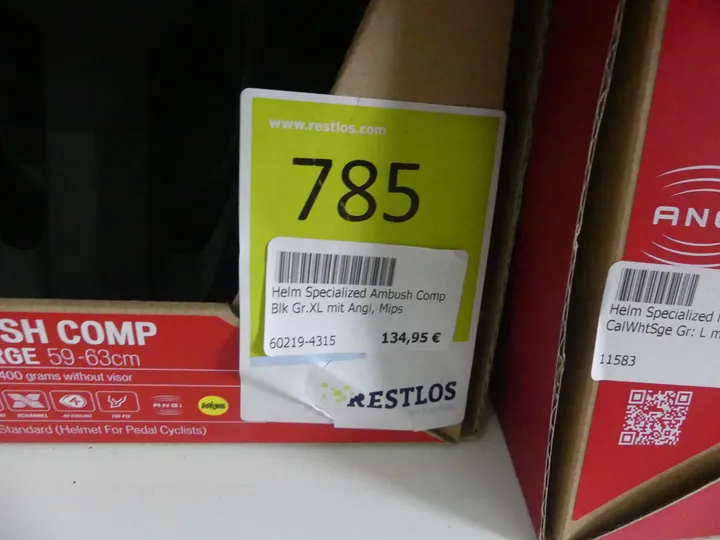 www.restlos.com
785
Helm Specialized Ambush Comp
Blk Gr.XL mit Angi, Mips
60219-4315 134,95 €
RESTLOS
SH COMP
RGE 59-63cm
400 grams without visor
ANGi
Standard (Helmet For Pedal Cyclists)
ANG
Helm Specialized
CalWhtSge Gr: L m
11583